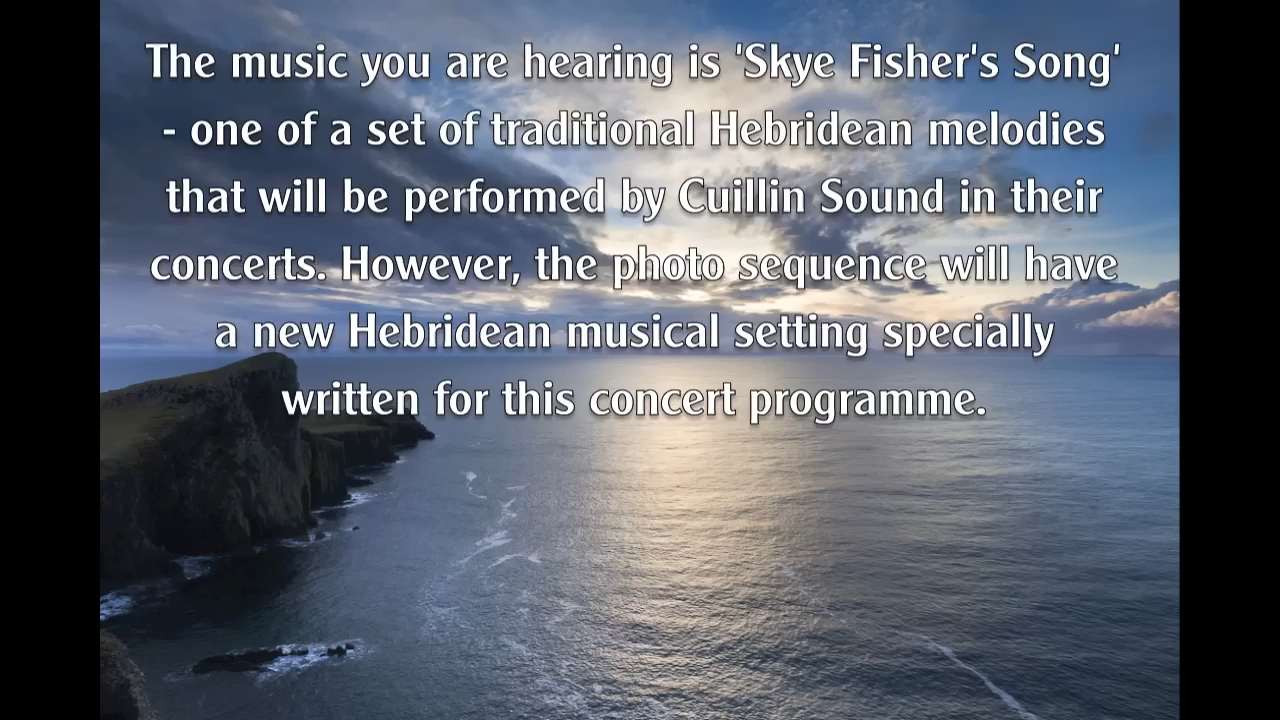 The music you are hearing is 'Skye Fisher's Song'
- one of a set of traditional Hebridean melodies
that will be performed by Cuillin Sound in their
concerts. However, the photo sequence will have
a new Hebridean musical setting specially
written for this concert programme.